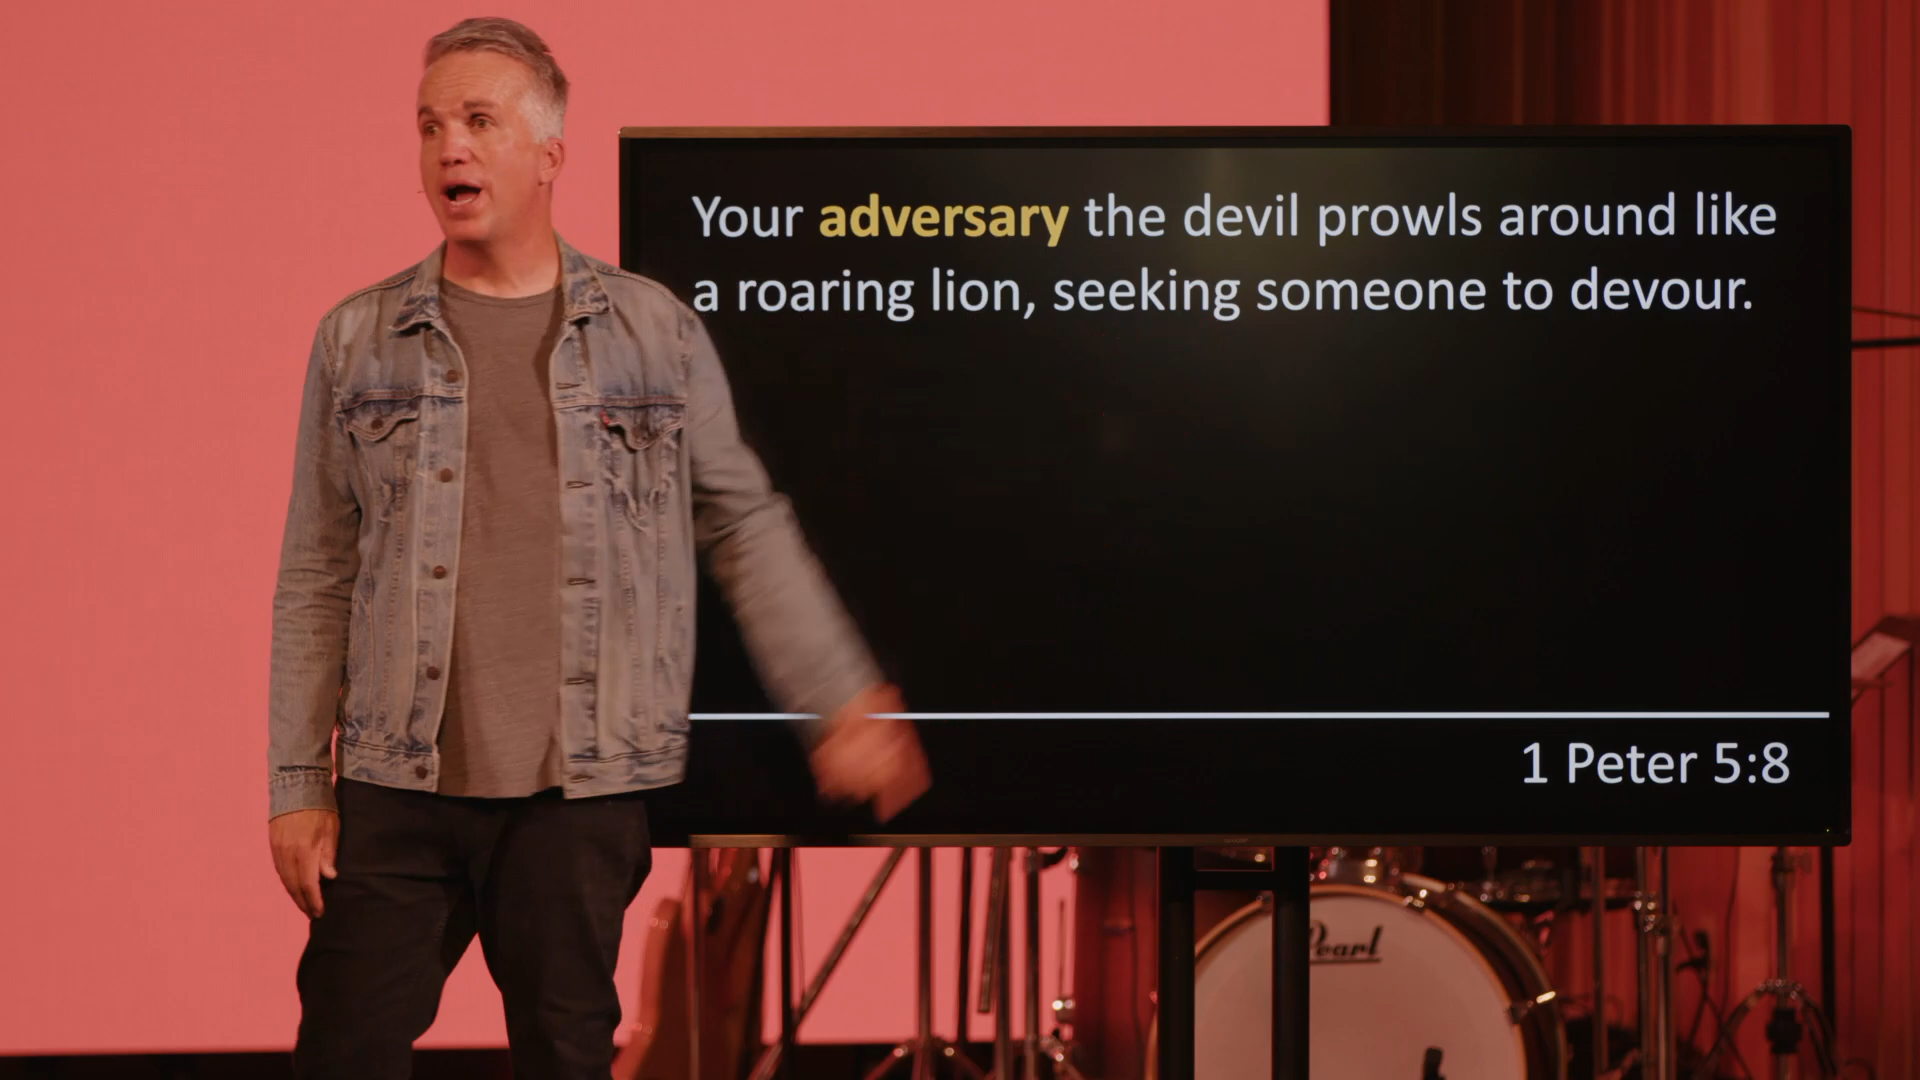 Your adversary the devil prowls around like
a roaring lion, seeking someone to devour.
1 Peter 5:8
Pearl